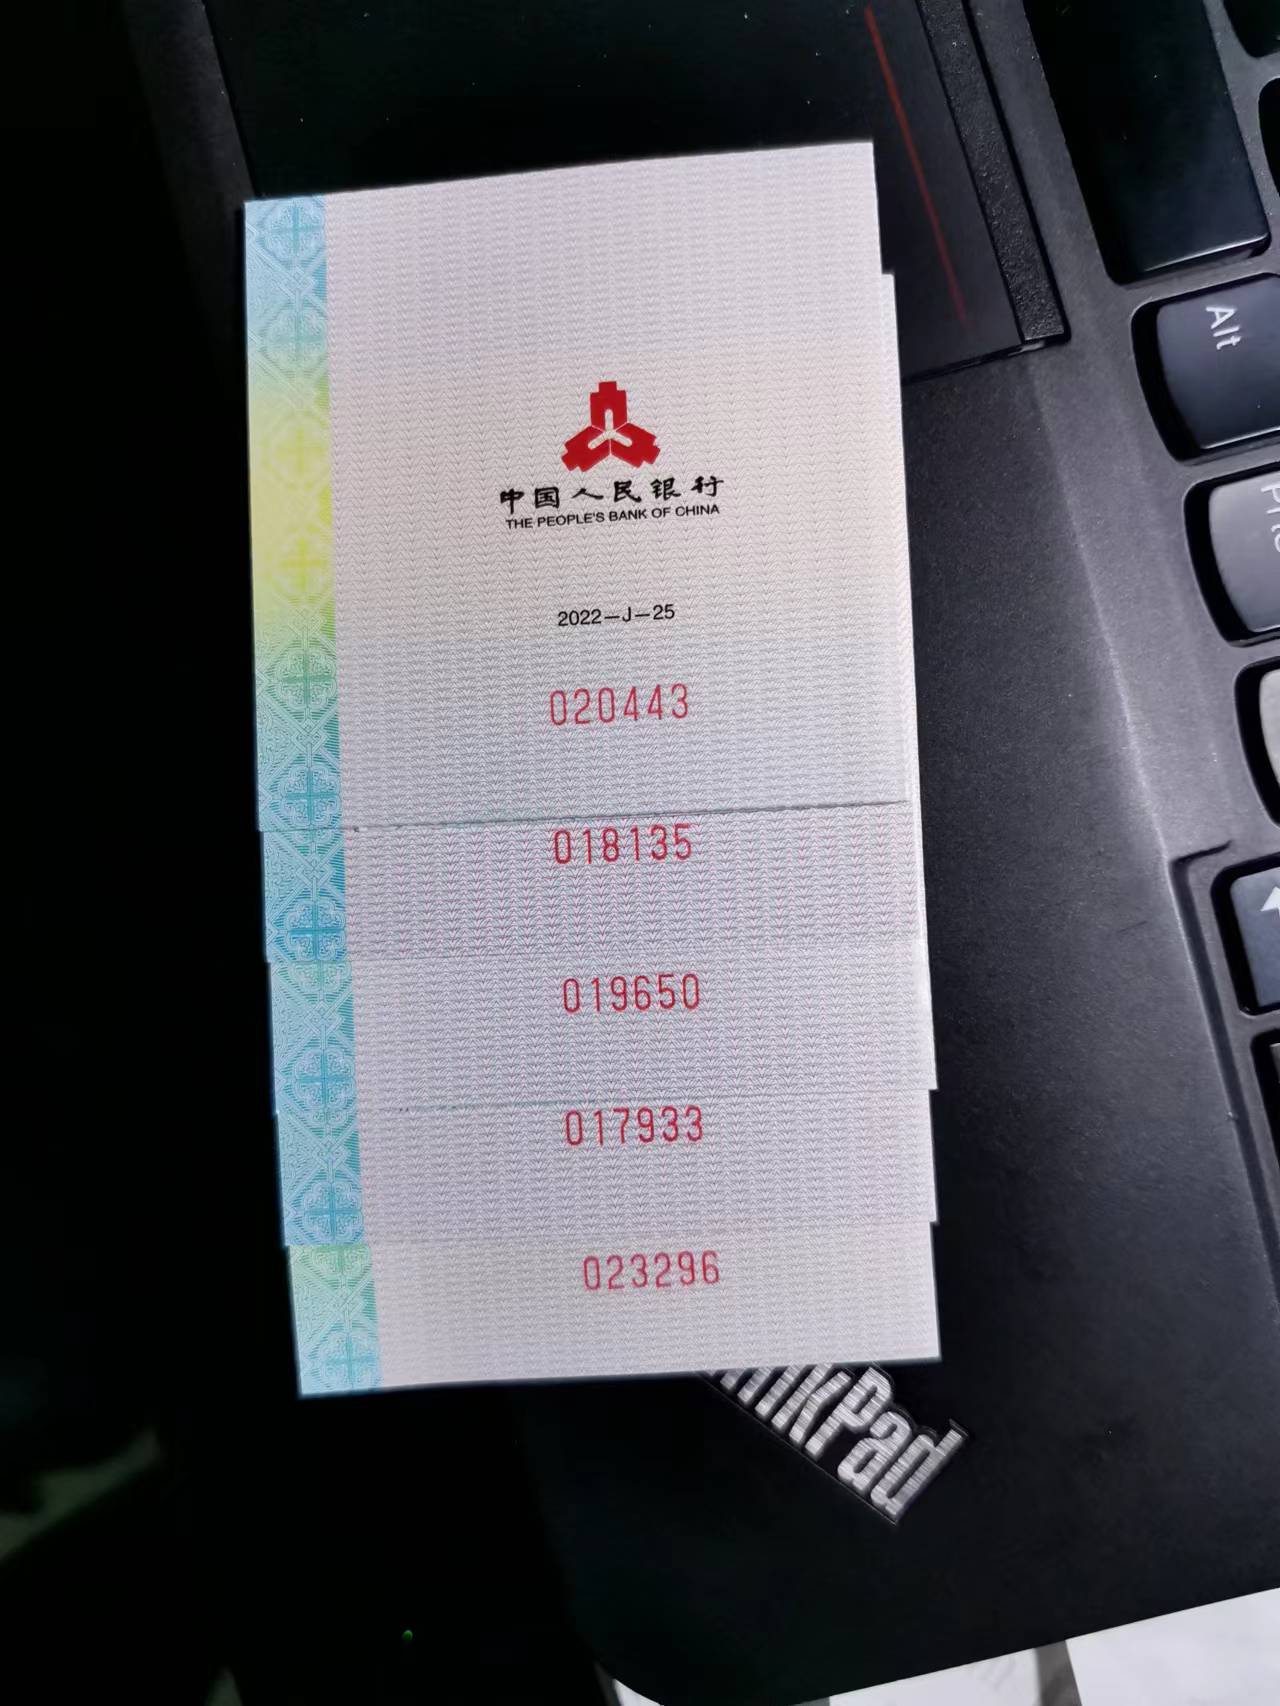 中国人民银行
THE PEOPLE'S BANK OF CHINA
2022-J-25
020443
018135
019650
017933
023296
Alt
nkPad